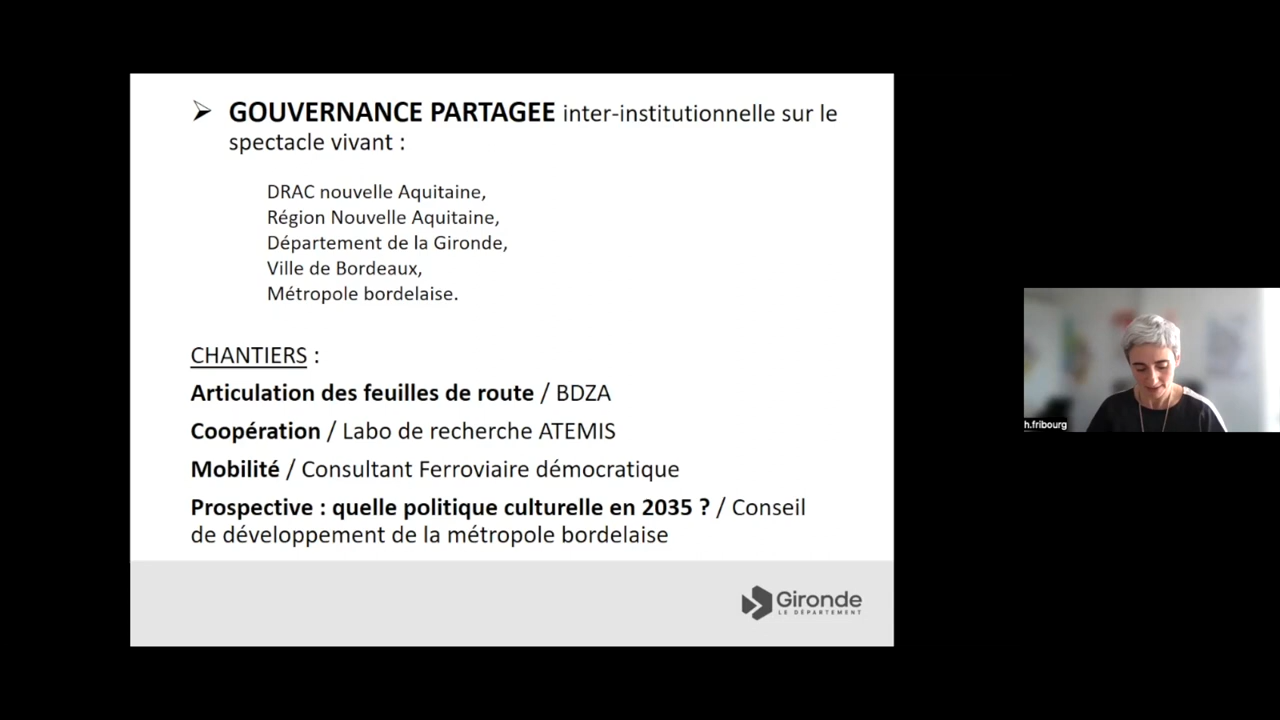 GOUVERNANCE PARTAGEE inter-institutionnelle sur le
spectacle vivant :
DRAC nouvelle Aquitaine,
Région Nouvelle Aquitaine,
Département de la Gironde,
Ville de Bordeaux,
Métropole bordelaise.
CHANTIERS :
Articulation des feuilles de route / BDZA
Coopération / Labo de recherche ATEMIS
Mobilité / Consultant Ferroviaire démocratique
Prospective : quelle politique culturelle en 2035 ? / Conseil
de développement de la métropole bordelaise
Gironde
LE DÉPARTEMENT
h.fribourg